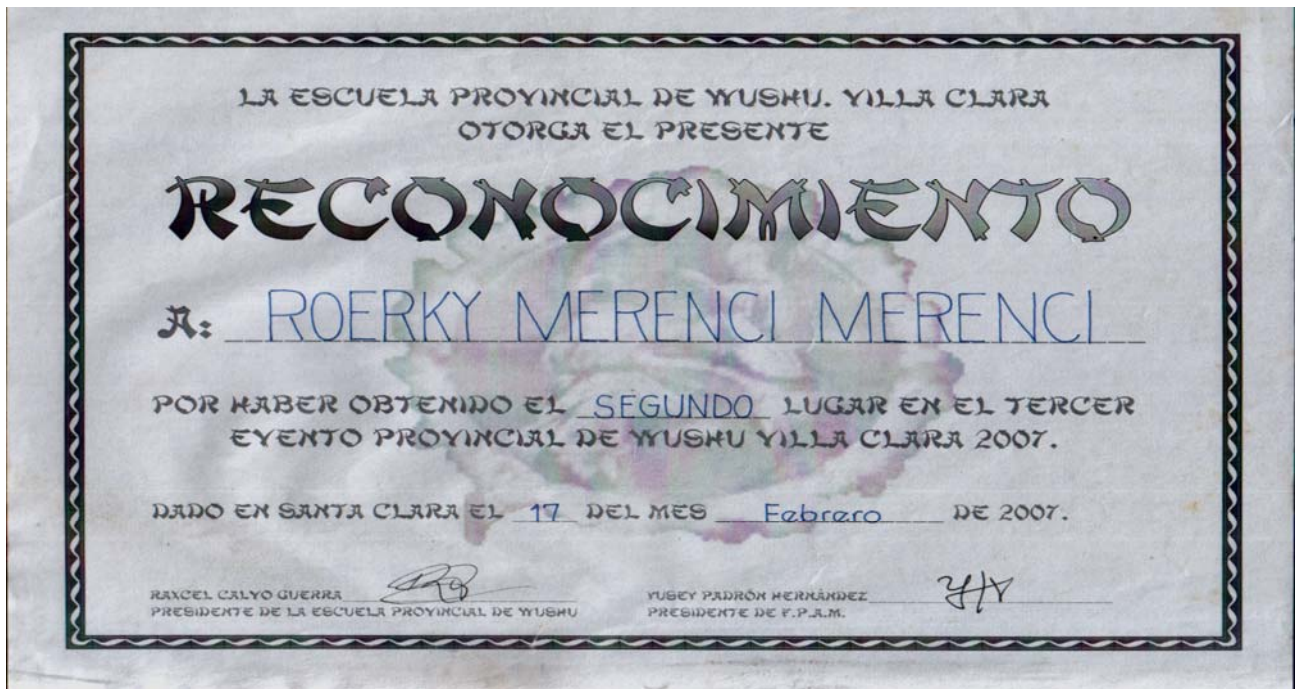 LA ESCUELA PROVINCIAL DE WUSHU. VILLA CLARA
OTORGA EL PRESENTE
RECONOCIMIENTO
A: ROERKY MERENCI MERENCI
POR HABER OBTENIDO EL SEGUNDO LUGAR EN EL TERCER
EVENTO PROVINCIAL DE WUSHU VILLA CLARA 2007.
DADO EN SANTA CLARA EL 17 DEL MES Febrero DE 2007.
RAXCEL CALVO GUERRA
PRESIDENTE DE LA ESCUELA PROVINCIAL DE WUSHU
YUSEY PADRÓN HERNÁNDEZ
PRESIDENTE DE F.P.A.M.